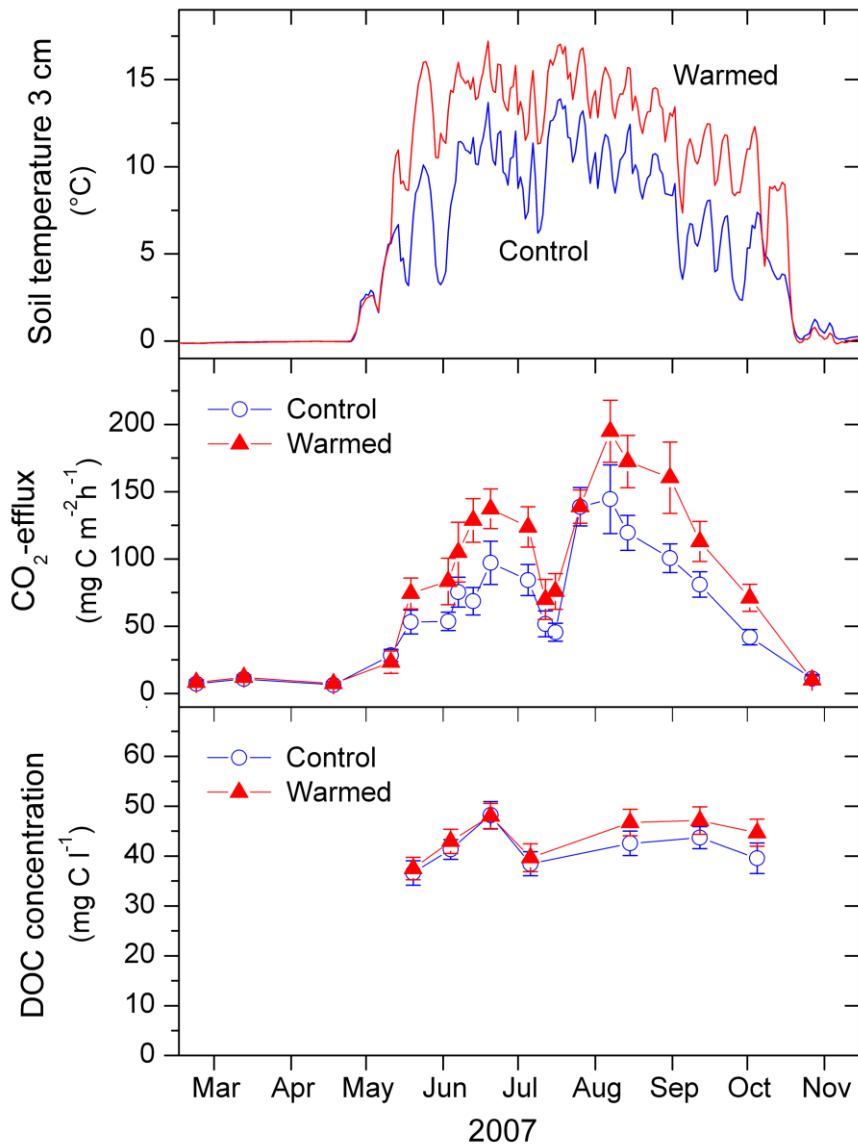 Soil temperature 3 cm
(°C)
15
10
5
0
Warmed
Control
CO₂-efflux
(mg C m⁻²h⁻¹)
200
150
100
50
0
Control
Warmed
DOC concentration
(mg C l⁻¹)
60
50
40
30
20
10
0
Control
Warmed
Mar Apr May Jun Jul Aug Sep Oct Nov
2007